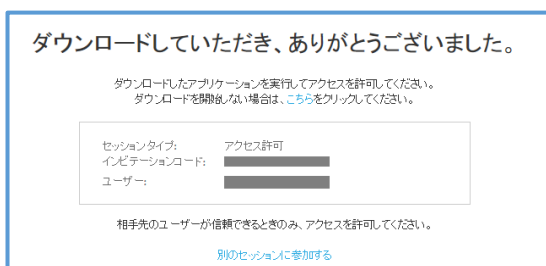 ダウンロードしていただき、ありがとうございました。
ダウンロードしたアプリケーションを実行してアクセスを許可してください。
ダウンロードを開始しない場合は、こちらをクリックしてください。
セッションタイプ: アクセス許可
インビテーションコード:
ユーザー:
相手先のユーザーが信頼できるときのみ、アクセスを許可してください。
別のセッションに参加する